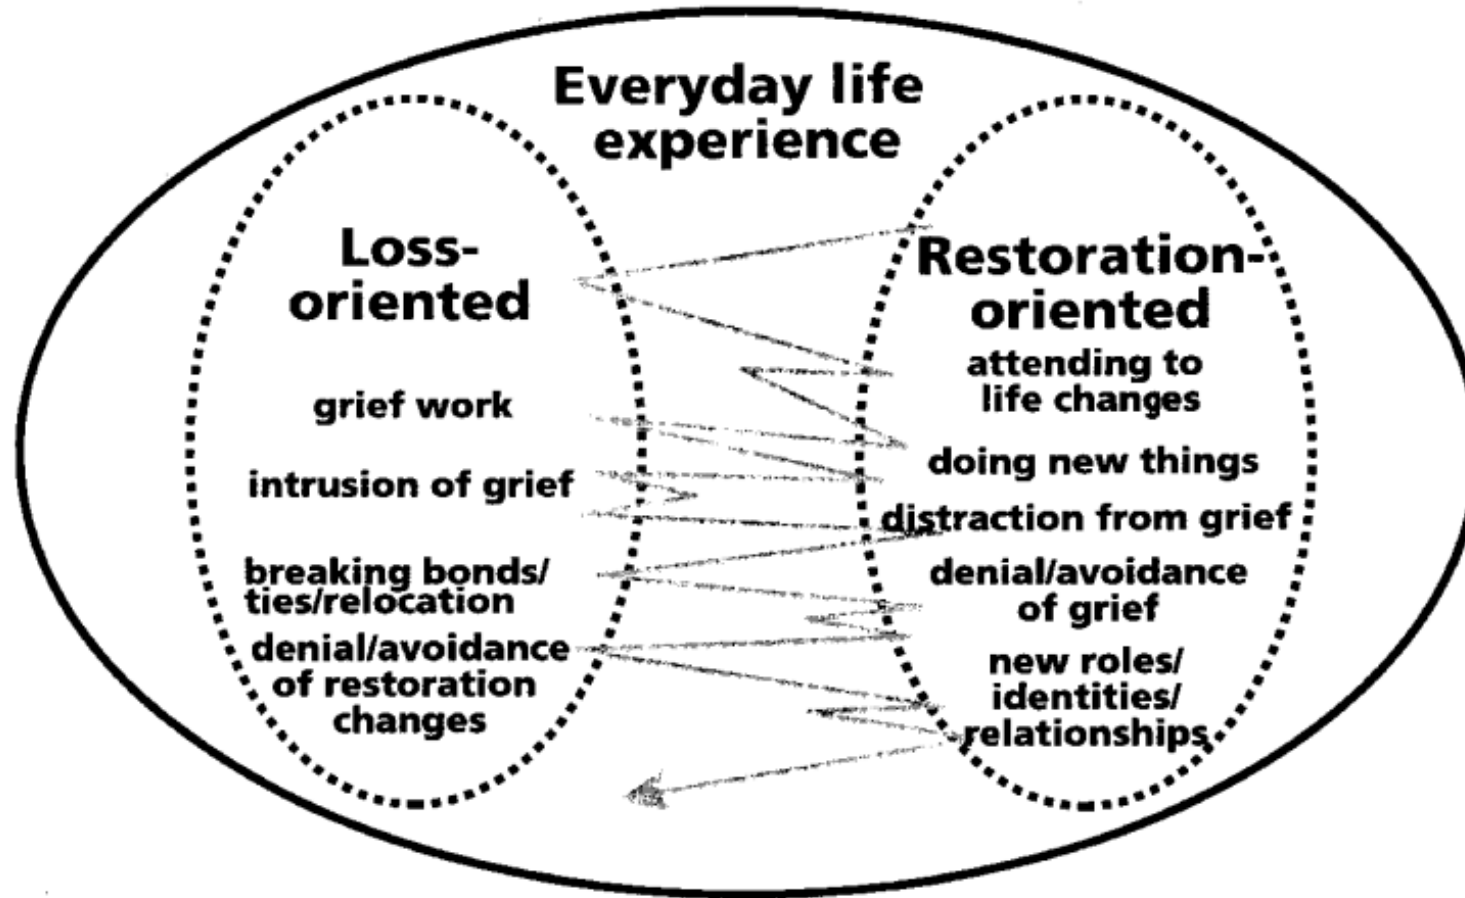 Everyday life
experience
Loss-
oriented
grief work
intrusion of grief
breaking bonds/
ties/relocation
denial/avoidance
of restoration
changes
Restoration-
oriented
attending to
life changes
doing new things
distraction from grief
denial/avoidance
of grief
new roles/
identities/
relationships